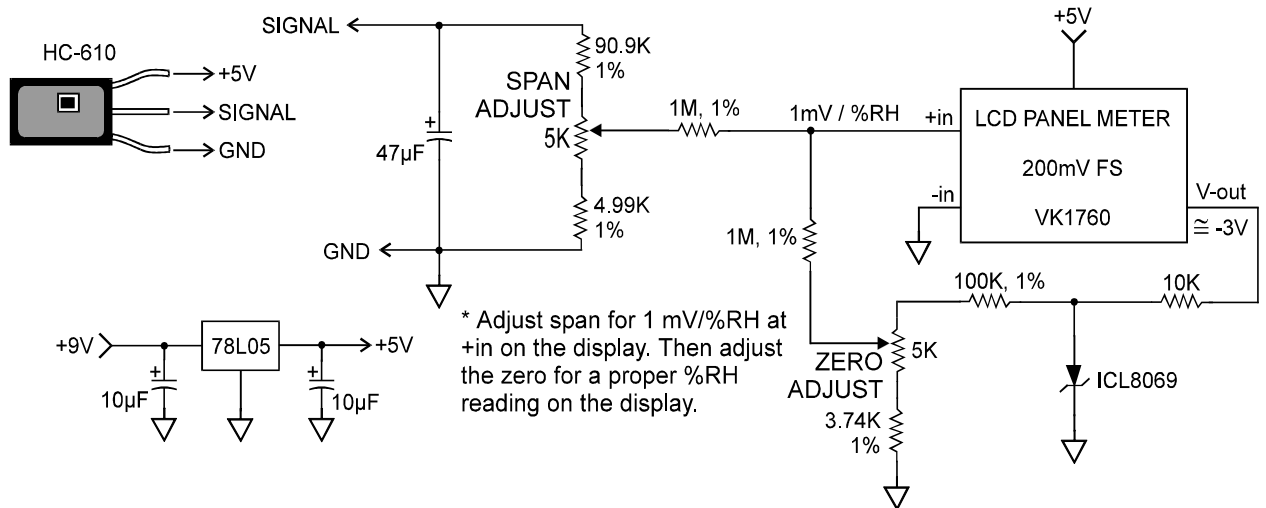 HC-610
+5V
SIGNAL
GND
SIGNAL
90.9K
1%
SPAN
ADJUST
5K
+
47µF
4.99K
1%
GND
1M, 1%
1mV / %RH
+5V
+in
LCD PANEL METER
200mV FS
VK1760
-in
V-out
≅ -3V
1M, 1%
100K, 1%
10K
5K
ZERO
ADJUST
3.74K
1%
ICL8069
+9V
78L05
+5V
+
10µF
+
10µF
* Adjust span for 1 mV/%RH at
+in on the display. Then adjust
the zero for a proper %RH
reading on the display.